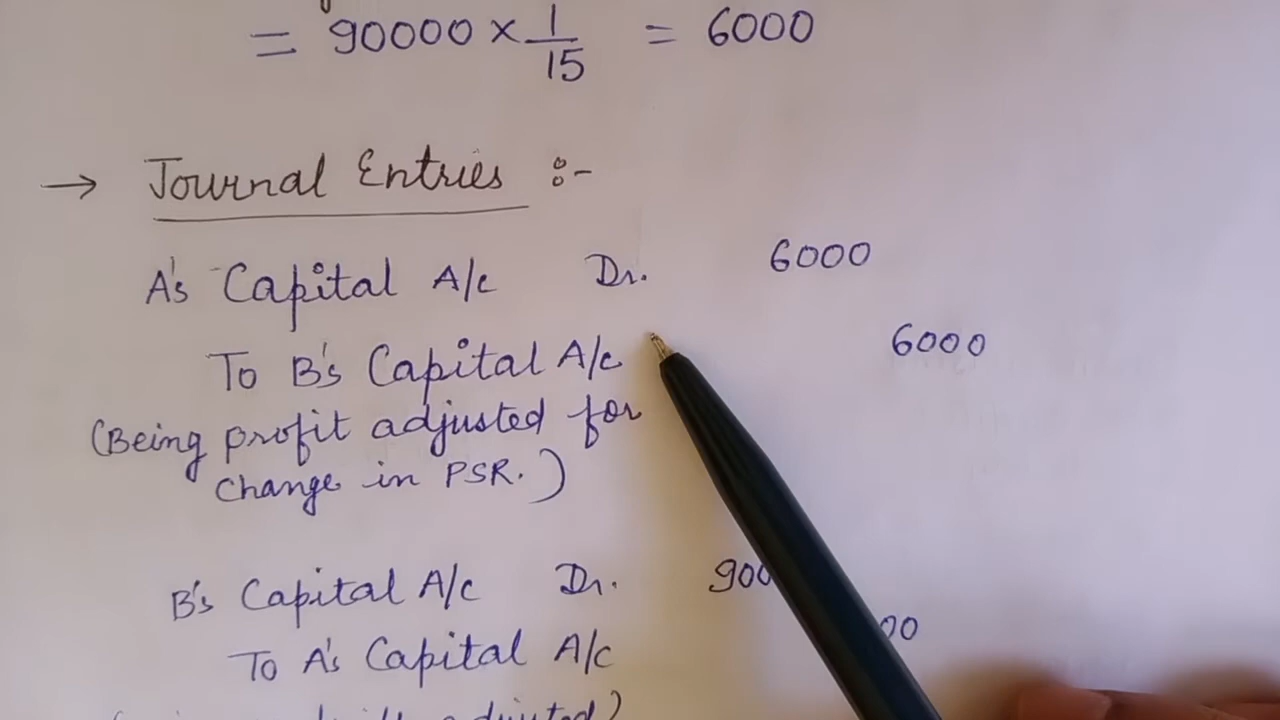 = 90000 × 1/15 = 6000
→ Journal Entries :-
A's Capital A/c Dr. 6000
To B's Capital A/c 6000
(Being profit adjusted for
change in PSR.)
B's Capital A/c Dr.
To A's Capital A/c